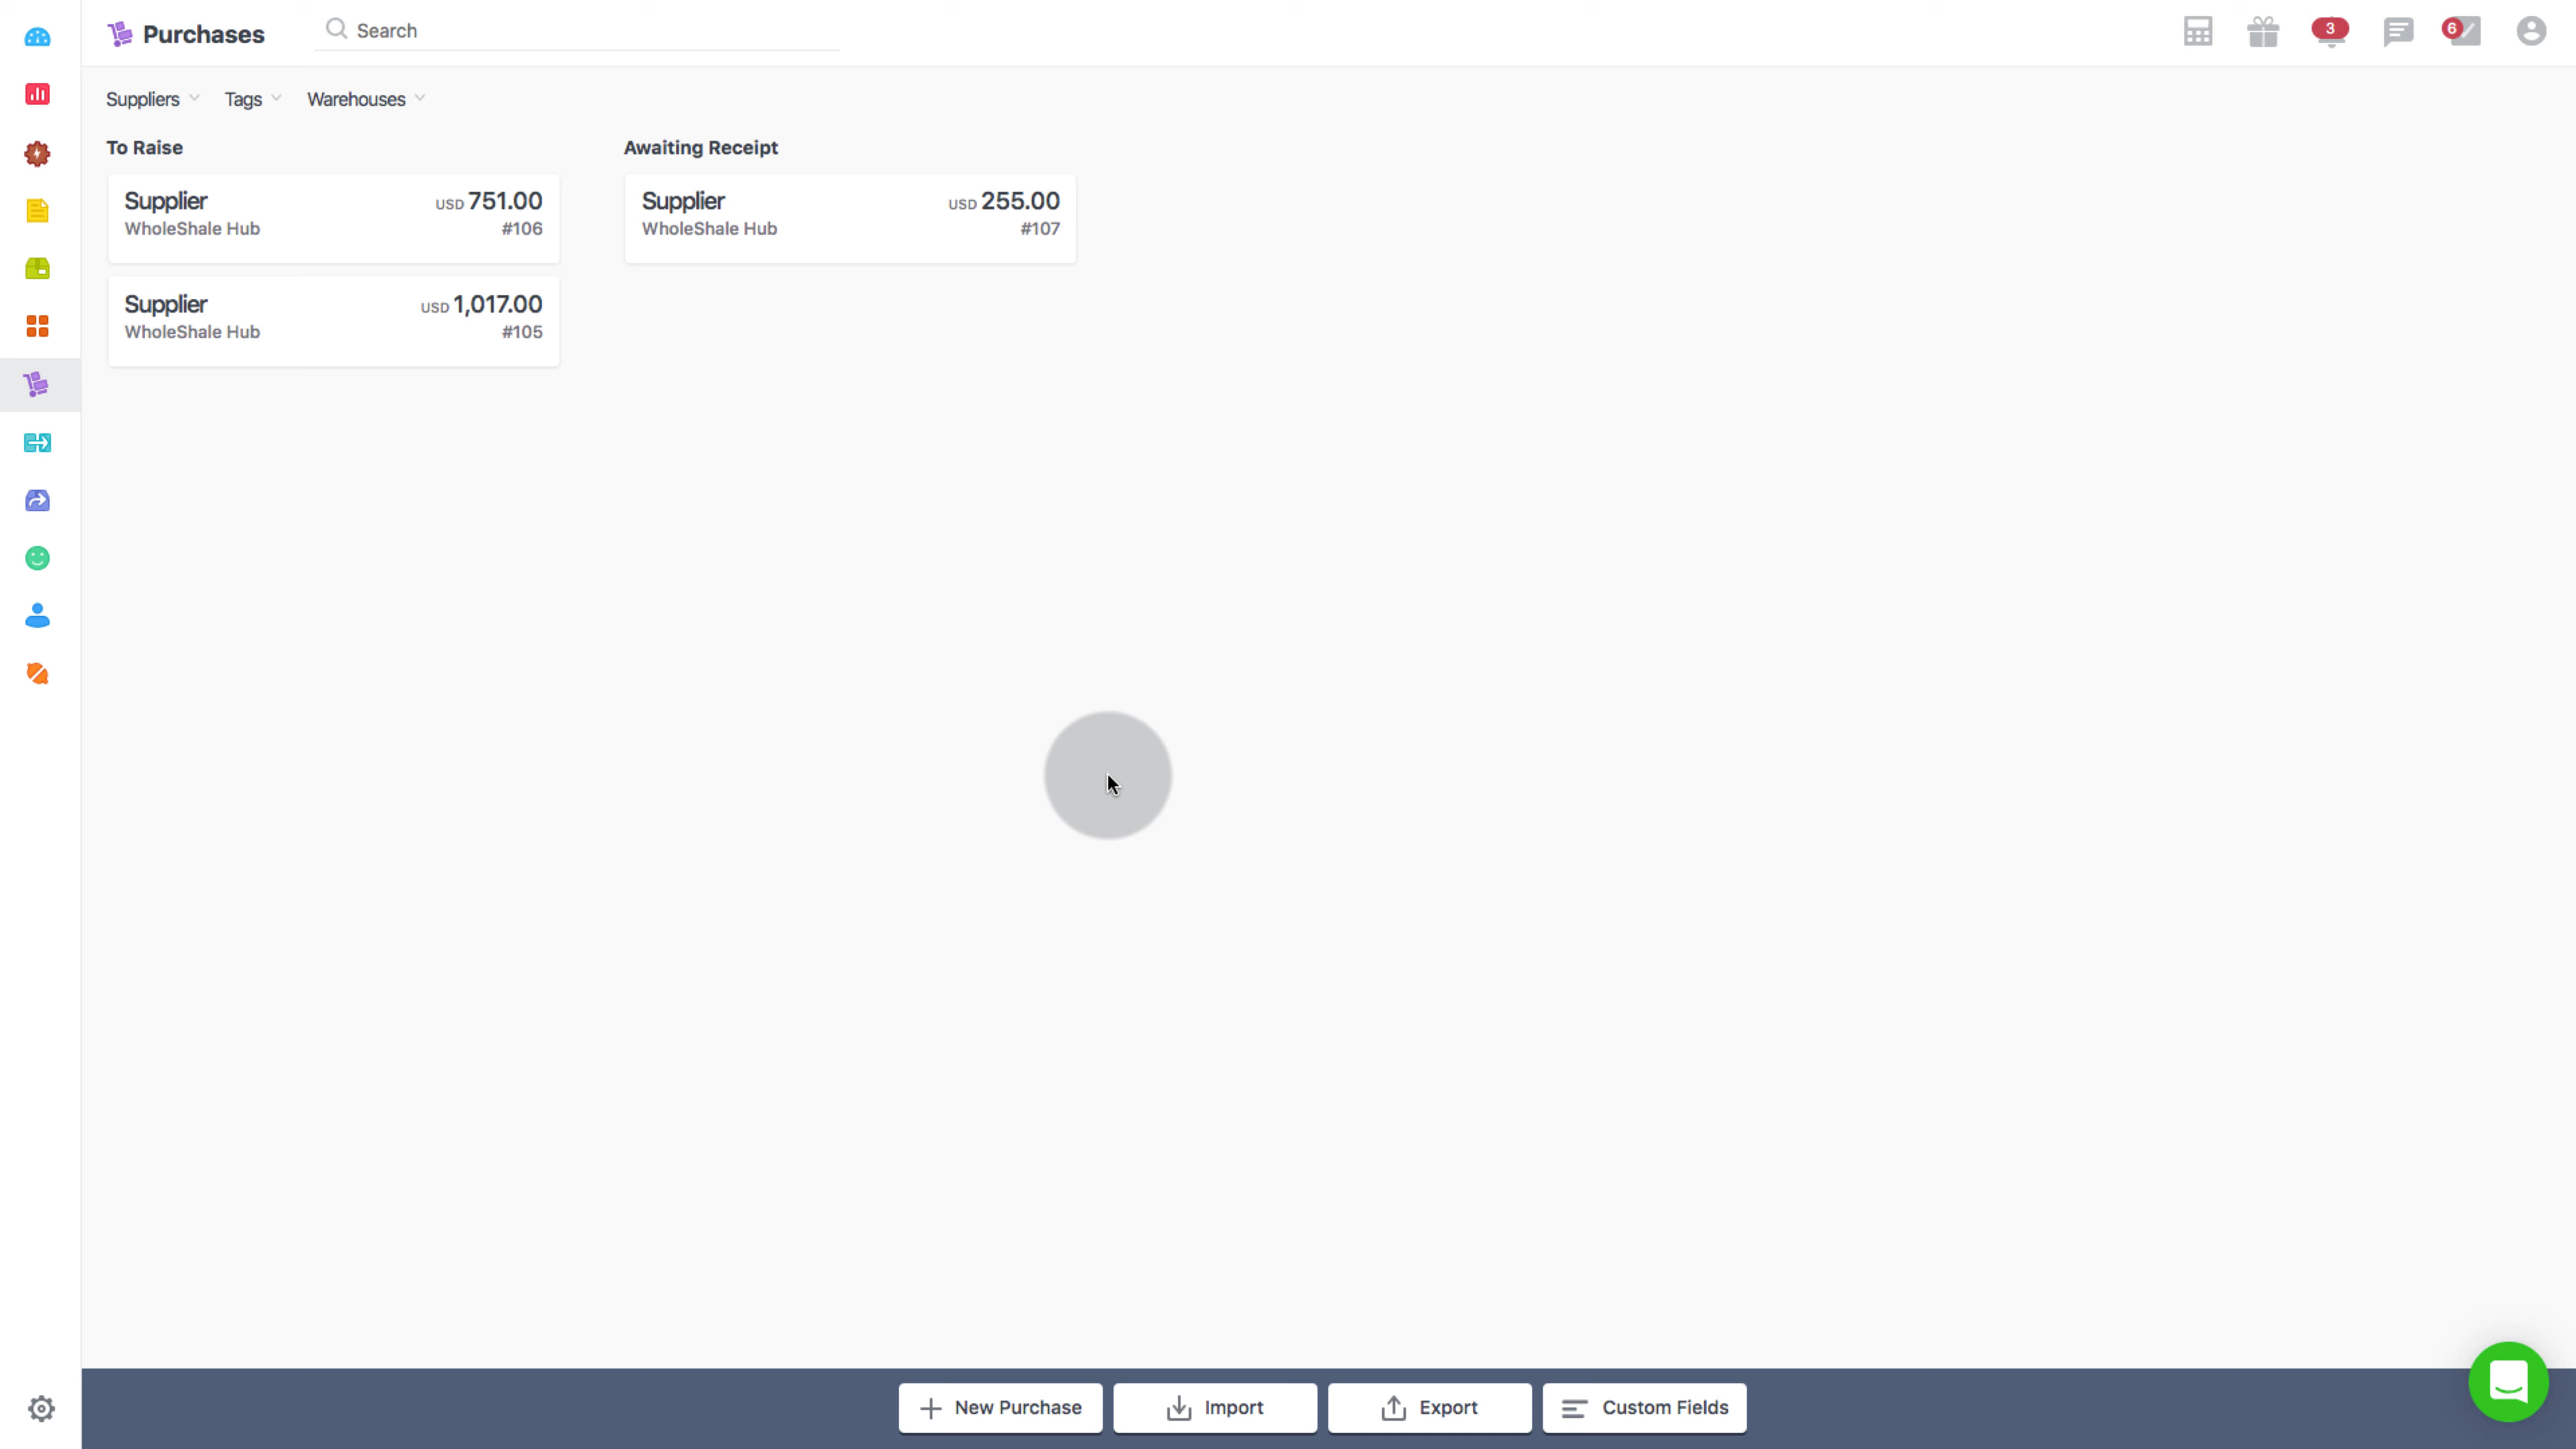 Purchases
Search
3
6
Suppliers Tags Warehouses
To Raise
Supplier USD 751.00
WholeShale Hub #106
Supplier USD 1,017.00
WholeShale Hub #105
Awaiting Receipt
Supplier USD 255.00
WholeShale Hub #107
New Purchase Import Export Custom Fields